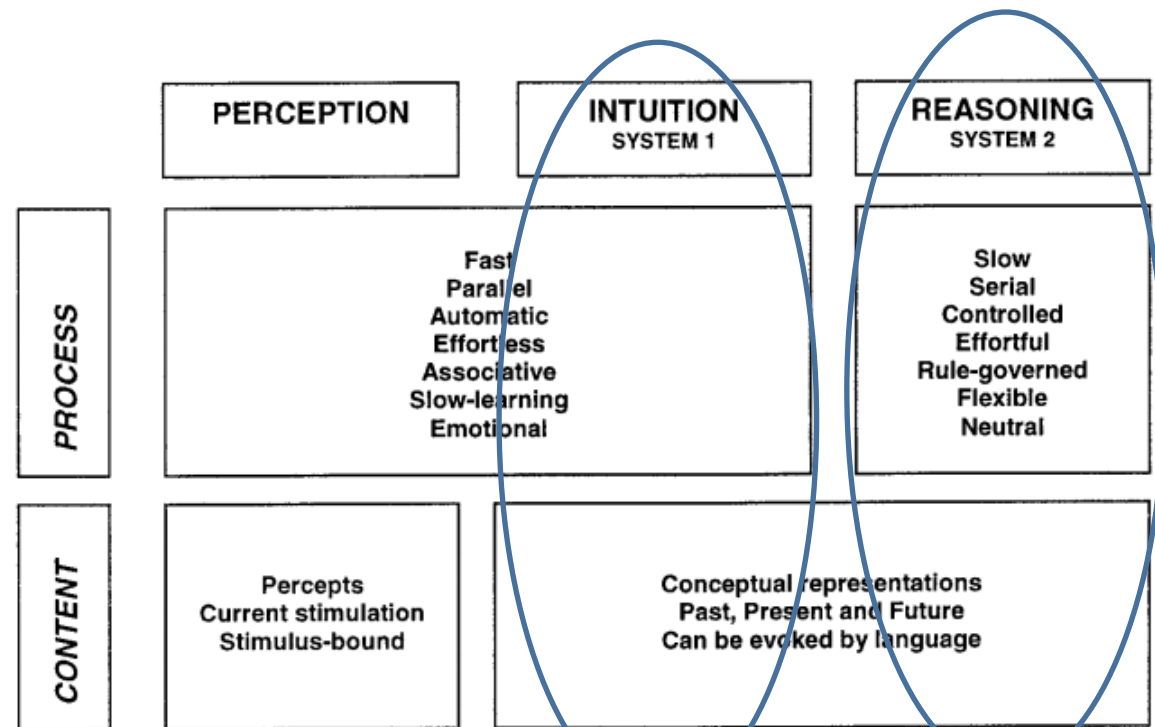 PERCEPTION
INTUITION
SYSTEM 1
REASONING
SYSTEM 2
PROCESS
Fast
Parallel
Automatic
Effortless
Associative
Slow-learning
Emotional
Slow
Serial
Controlled
Effortful
Rule-governed
Flexible
Neutral
CONTENT
Percepts
Current stimulation
Stimulus-bound
Conceptual representations
Past, Present and Future
Can be evoked by language